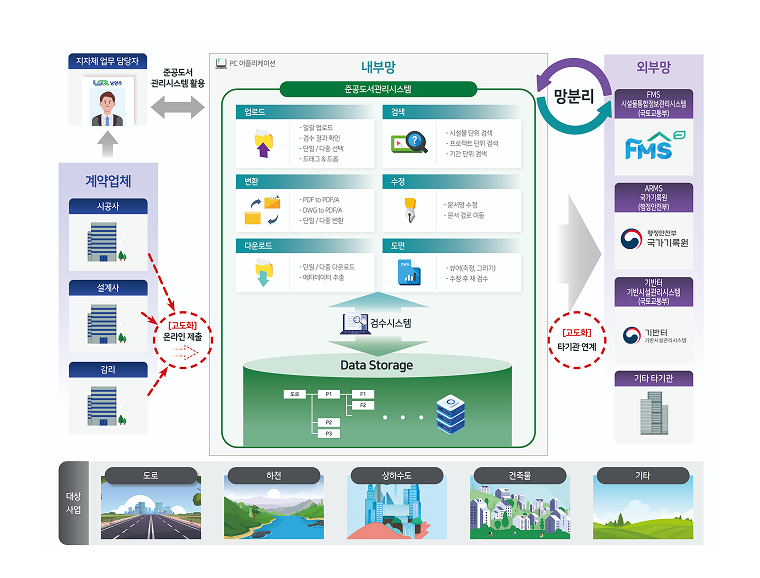 지자체 업무 담당자
남양주
준공도서
관리시스템 활용
계약업체
시공사
설계사
감리
[고도화]
온라인 제출
PC 어플리케이션
내부망
준공도서관리시스템
업로드
- 일괄 업로드
- 검수 결과 확인
- 단일 / 다중 선택
- 드래그 & 드롭
검색
- 시설물 단위 검색
- 프로젝트 단위 검색
- 기간 단위 검색
변환
- PDF to PDF/A
- DWG to PDF/A
- 단일 / 다중 변환
수정
- 문서명 수정
- 문서 경로 이동
다운로드
- 단일 / 다중 다운로드
- 메타데이터 추출
도면
DWG
- 뷰어(측정, 그리기)
- 수정 후 재 검수
검수시스템
Data Storage
도로
P1
F1
F2
P2
P3
망분리
[고도화]
타기관 연계
외부망
FMS
시설물통합정보관리시스템
(국토교통부)
FMS
ARMS
국가기록원
(행정안전부)
행정안전부
국가기록원
기반터
기반시설관리시스템
(국토교통부)
기반터
기반시설관리시스템
기타 타기관
대상
사업
도로
하천
상하수도
건축물
기타